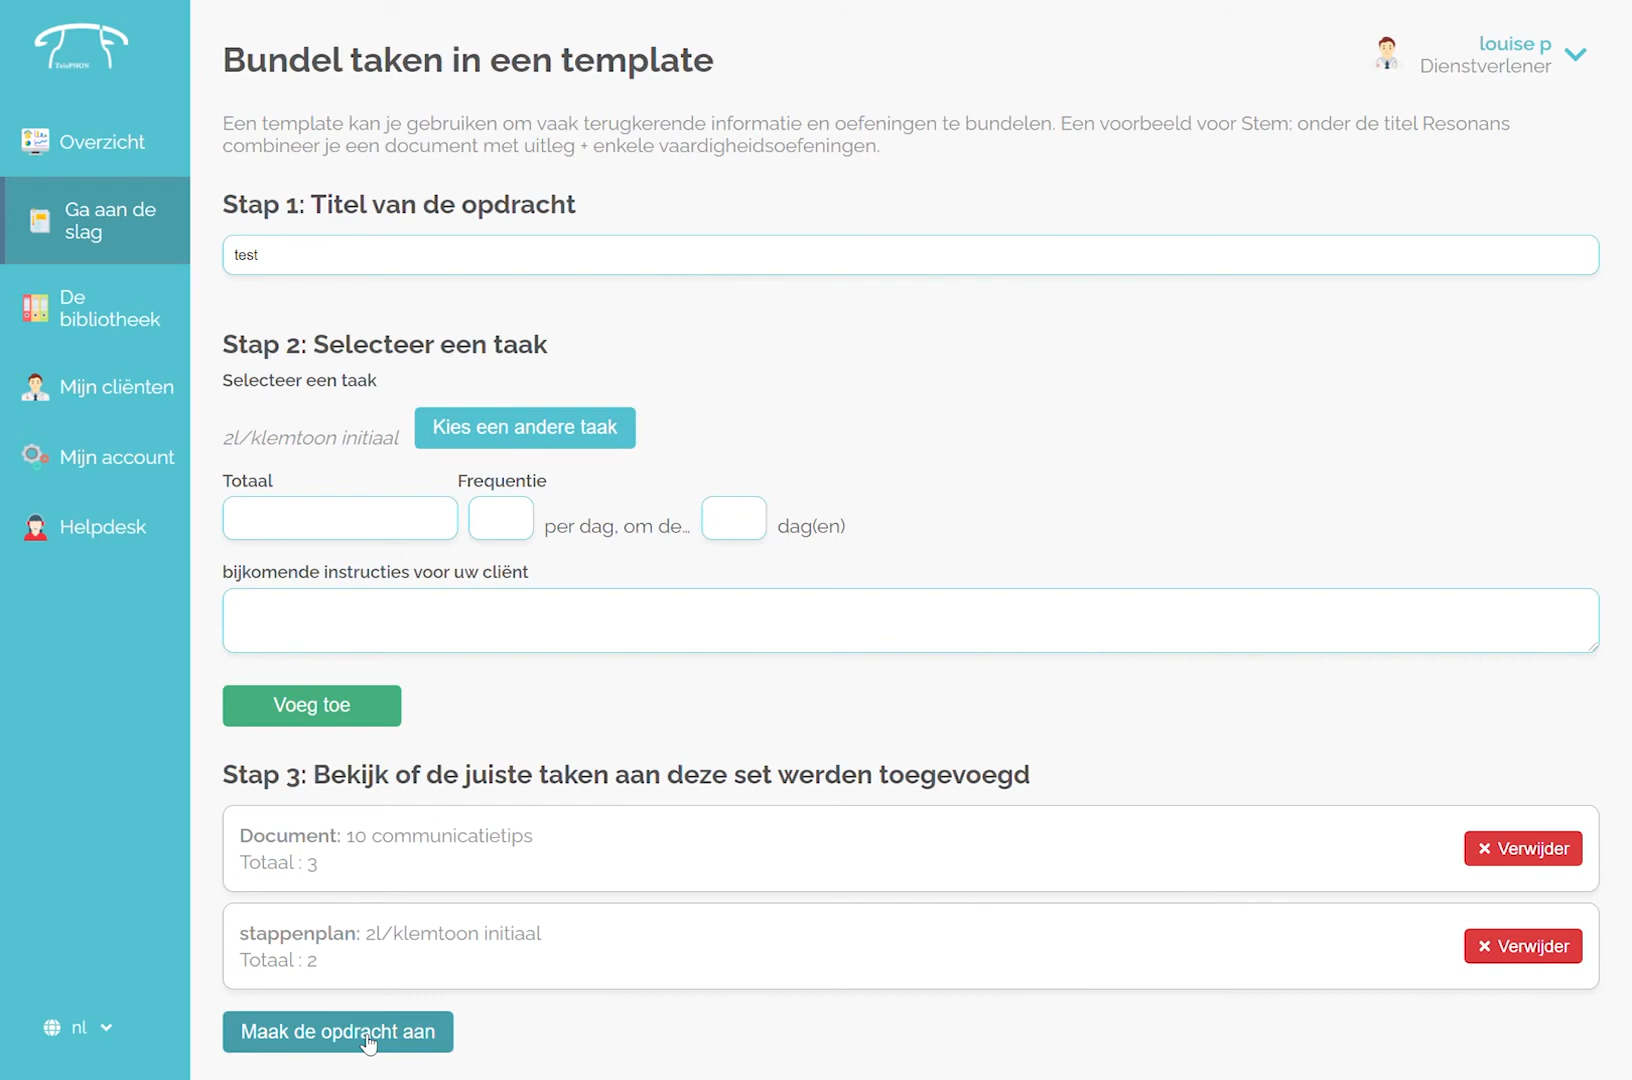 TelePHON
Overzicht
Ga aan de
slag
De
bibliotheek
Mijn cliënten
Mijn account
Helpdesk
nl
Bundel taken in een template
louise p
Dienstverlener
Een template kan je gebruiken om vaak terugkerende informatie en oefeningen te bundelen. Een voorbeeld voor Stem: onder de titel Resonans
combineer je een document met uitleg + enkele vaardigheidsoefeningen.
Stap 1: Titel van de opdracht
test
Stap 2: Selecteer een taak
Selecteer een taak
2l/klemtoon initiaal
Kies een andere taak
Totaal Frequentie
per dag, om de... dag(en)
bijkomende instructies voor uw cliënt
Voeg toe
Stap 3: Bekijk of de juiste taken aan deze set werden toegevoegd
Document: 10 communicatietips
Totaal : 3
× Verwijder
stappenplan: 2l/klemtoon initiaal
Totaal : 2
× Verwijder
Maak de opdracht aan